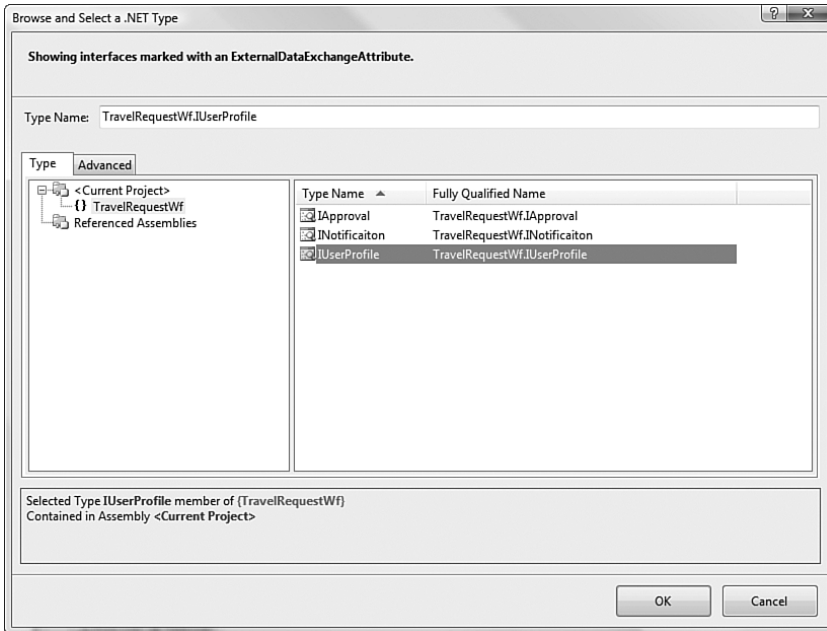 Browse and Select a .NET Type
Showing interfaces marked with an ExternalDataExchangeAttribute.
Type Name: TravelRequestWf.IUserProfile
Type Advanced
<Current Project>
{} TravelRequestWf
Referenced Assemblies
Type Name Fully Qualified Name
IApproval TravelRequestWf.IApproval
INotificaiton TravelRequestWf.INotificaiton
IUserProfile TravelRequestWf.IUserProfile
Selected Type IUserProfile member of {TravelRequestWf}
Contained in Assembly <Current Project>
OK Cancel